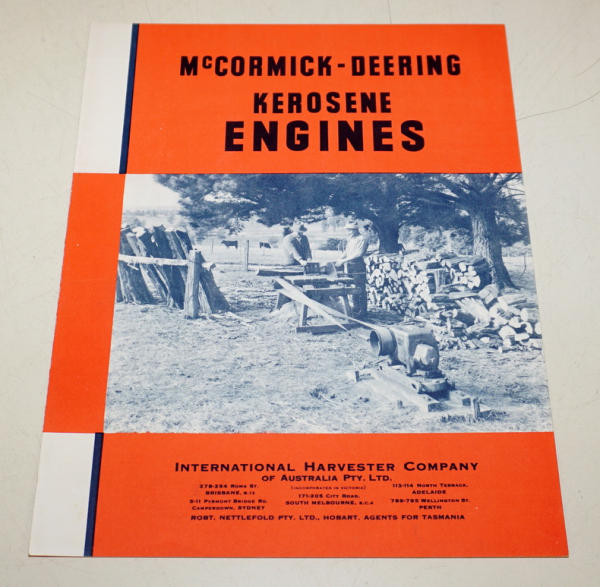 McCORMICK-DEERING
KEROSENE
ENGINES
INTERNATIONAL HARVESTER COMPANY
OF AUSTRALIA PTY. LTD.
(INCORPORATED IN VICTORIA)
278-294 ROMA ST.
BRISBANE, B.13
5-11 PYRMONT BRIDGE RD.
CAMPERDOWN, SYDNEY
171-205 CITY ROAD,
SOUTH MELBOURNE, S.C.4
113-114 NORTH TERRACE,
ADELAIDE
789-795 WELLINGTON ST.
PERTH
ROBT. NETTLEFOLD PTY. LTD., HOBART, AGENTS FOR TASMANIA